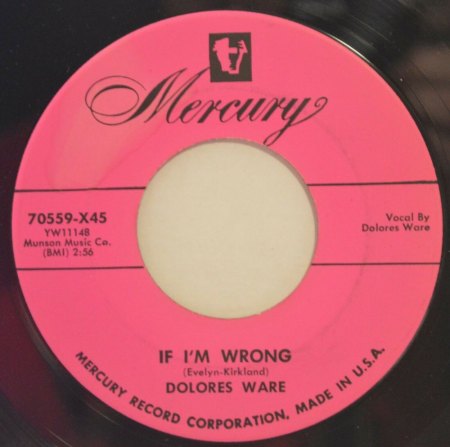 Mercury
70559-X45
YW11148
Munson Music Co.
(BMI) 2:56
Vocal By
Dolores Ware
IF I'M WRONG
(Evelyn-Kirkland)
DOLORES WARE
MERCURY RECORD CORPORATION, MADE IN U.S.A.